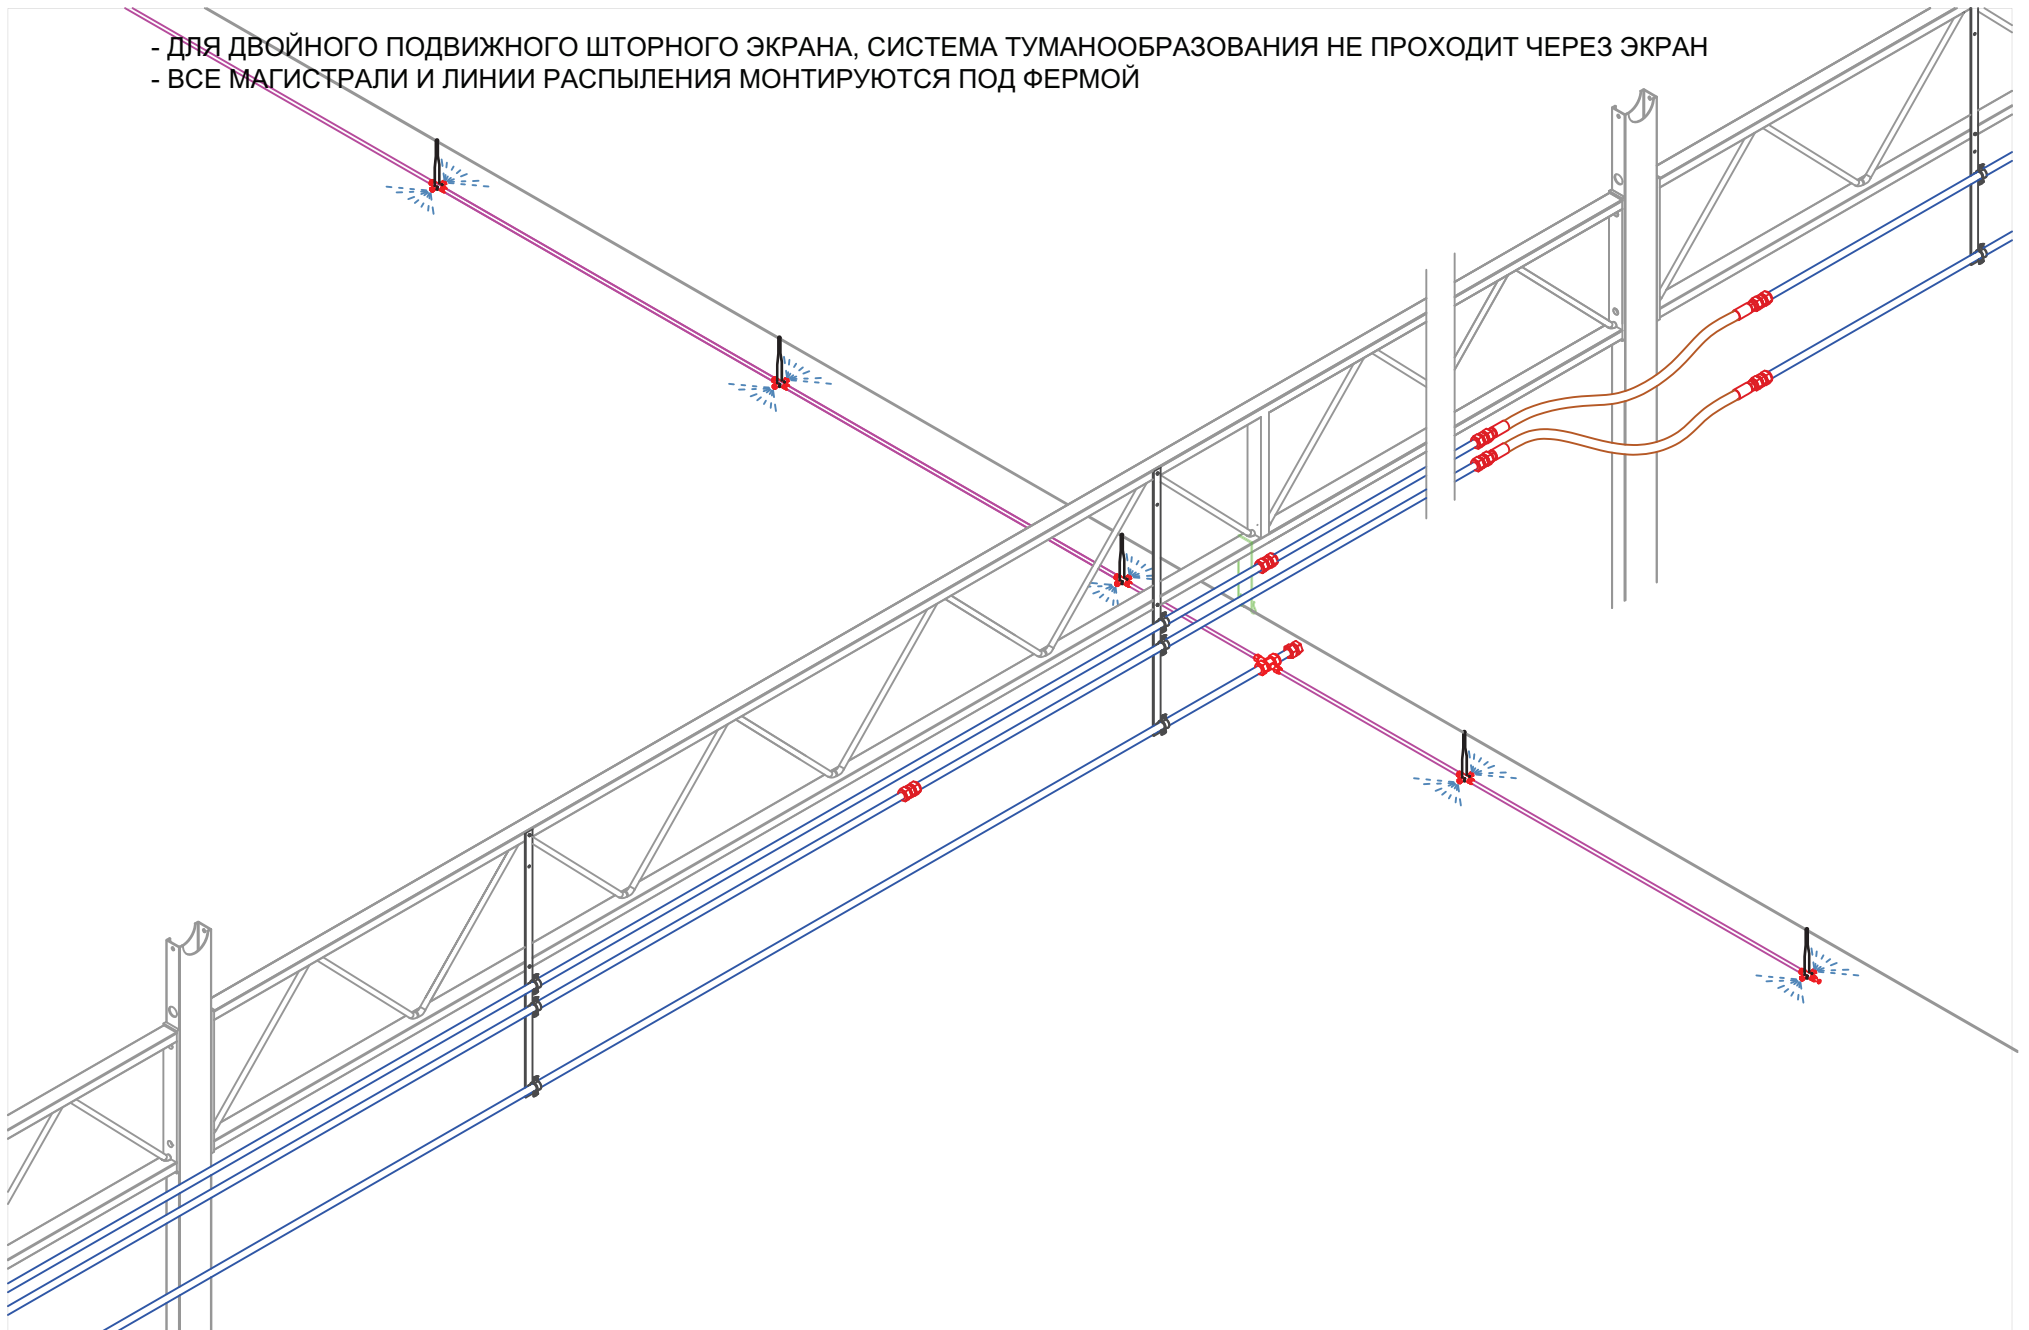 - ДЛЯ ДВОЙНОГО ПОДВИЖНОГО ШТОРНОГО ЭКРАНА, СИСТЕМА ТУМАНООБРАЗОВАНИЯ НЕ ПРОХОДИТ ЧЕРЕЗ ЭКРАН
- ВСЕ МАГИСТРАЛИ И ЛИНИИ РАСПЫЛЕНИЯ МОНТИРУЮТСЯ ПОД ФЕРМОЙ